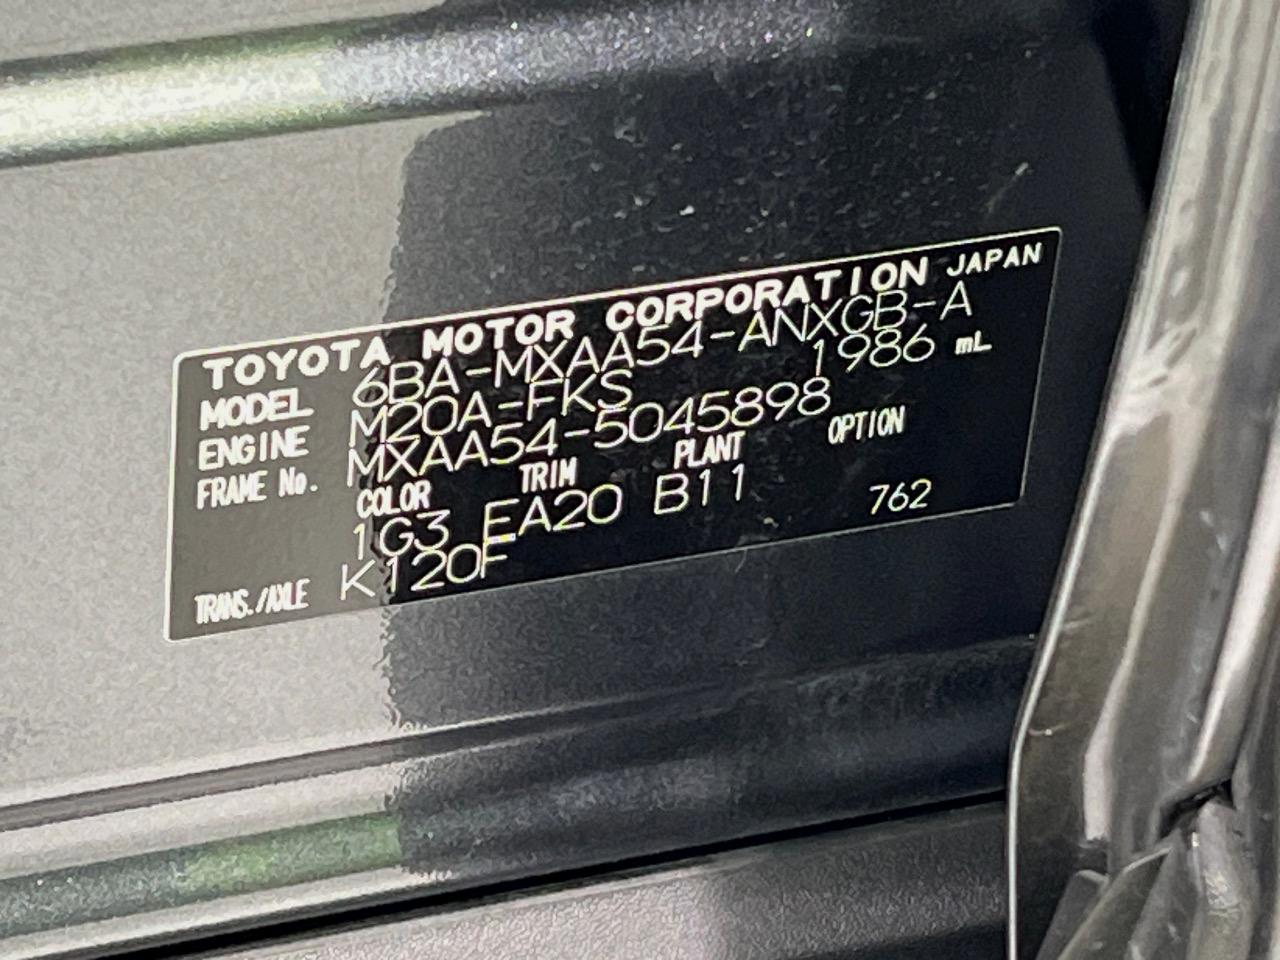 TOYOTA MOTOR CORPORATION JAPAN
MODEL 6BA-MXAA54-ANXGB-A
ENGINE M20A-FKS 1986 mL
FRAME No. MXAA54-5045898
COLOR TRIM PLANT OPTION
1G3 EA20 B11 762
TRANS./AXLE K120F